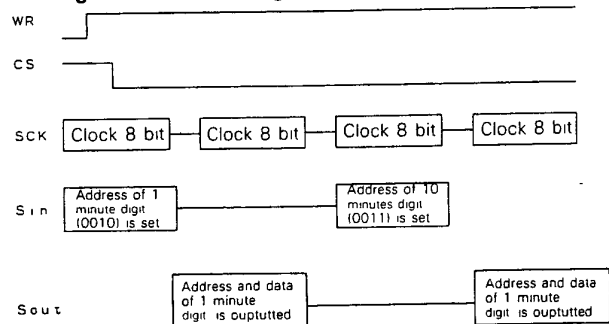 WR
CS
SCK Clock 8 bit Clock 8 bit Clock 8 bit Clock 8 bit
Sin
Address of 1
minute digit
(0010) is set
Address of 10
minutes digit
(0011) is set
Sout
Address and data
of 1 minute
digit is ouptutted
Address and data
of 1 minute
digit is ouptutted